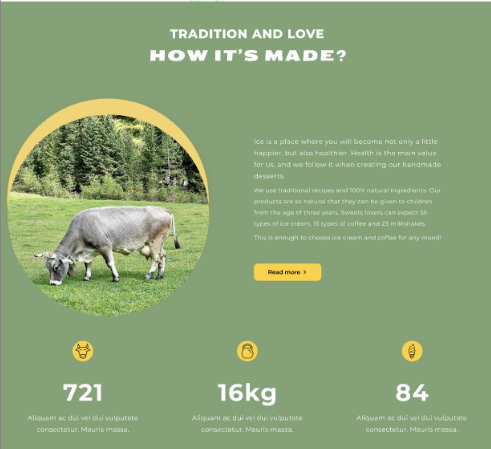 TRADITION AND LOVE
HOW IT'S MADE?
Ice is a place where you will become not only a little
happier, but also healthier. Health is the main value
for us, and we follow it when creating our handmade
desserts.
We use traditional recipes and 100% natural ingredients. Our
products are so natural that they can be given to children
from the age of three years. Sweets lovers can expect 55
types of ice cream, 15 types of coffee and 25 milkshakes.
This is enough to choose ice cream and coffee for any mood!
Read more >
721
16kg
84
Aliquam ac dui vel dui vulputate
consectetur. Mauris massa.
Aliquam ac dui vel dui vulputate
consectetur. Mauris massa.
Aliquam ac dui vel dui vulputate
consectetur. Mauris massa.